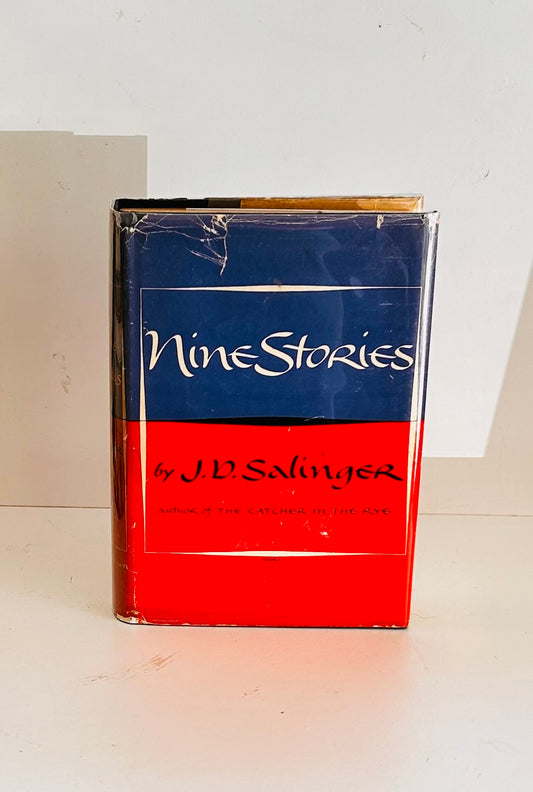 Nine Stories
by J.D. Salinger
author of THE CATCHER IN THE RYE